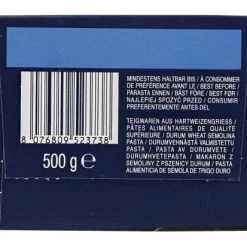 MINDESTENS HALTBAR BIS / À CONSOMMER
DE PRÉFÉRENCE AVANT LE / BEST BEFORE /
PARASTA ENNEN / BÄST FÖRE / BEST FØR /
NAJLEPIEJ SPOŻYĆ PRZED / CONSUMIR
PREFERENTEMENTE ANTES DEL
TEIGWAREN AUS HARTWEIZENGRIESS /
PÂTES ALIMENTAIRES DE QUALITÉ
SUPÉRIEURE / DURUM WHEAT SEMOLINA
PASTA / DURUMVEHNÄSTÄ VALMISTETTU
PASTA / PASTA AV DURUMVETE /
DURUMHVETEPASTA / MAKARON Z
SEMOLINY Z PSZENICY DURUM / PASTA
ALIMENTICIA DE SÉMOLA DE TRIGO DURO
8 076809 523738
500 g e